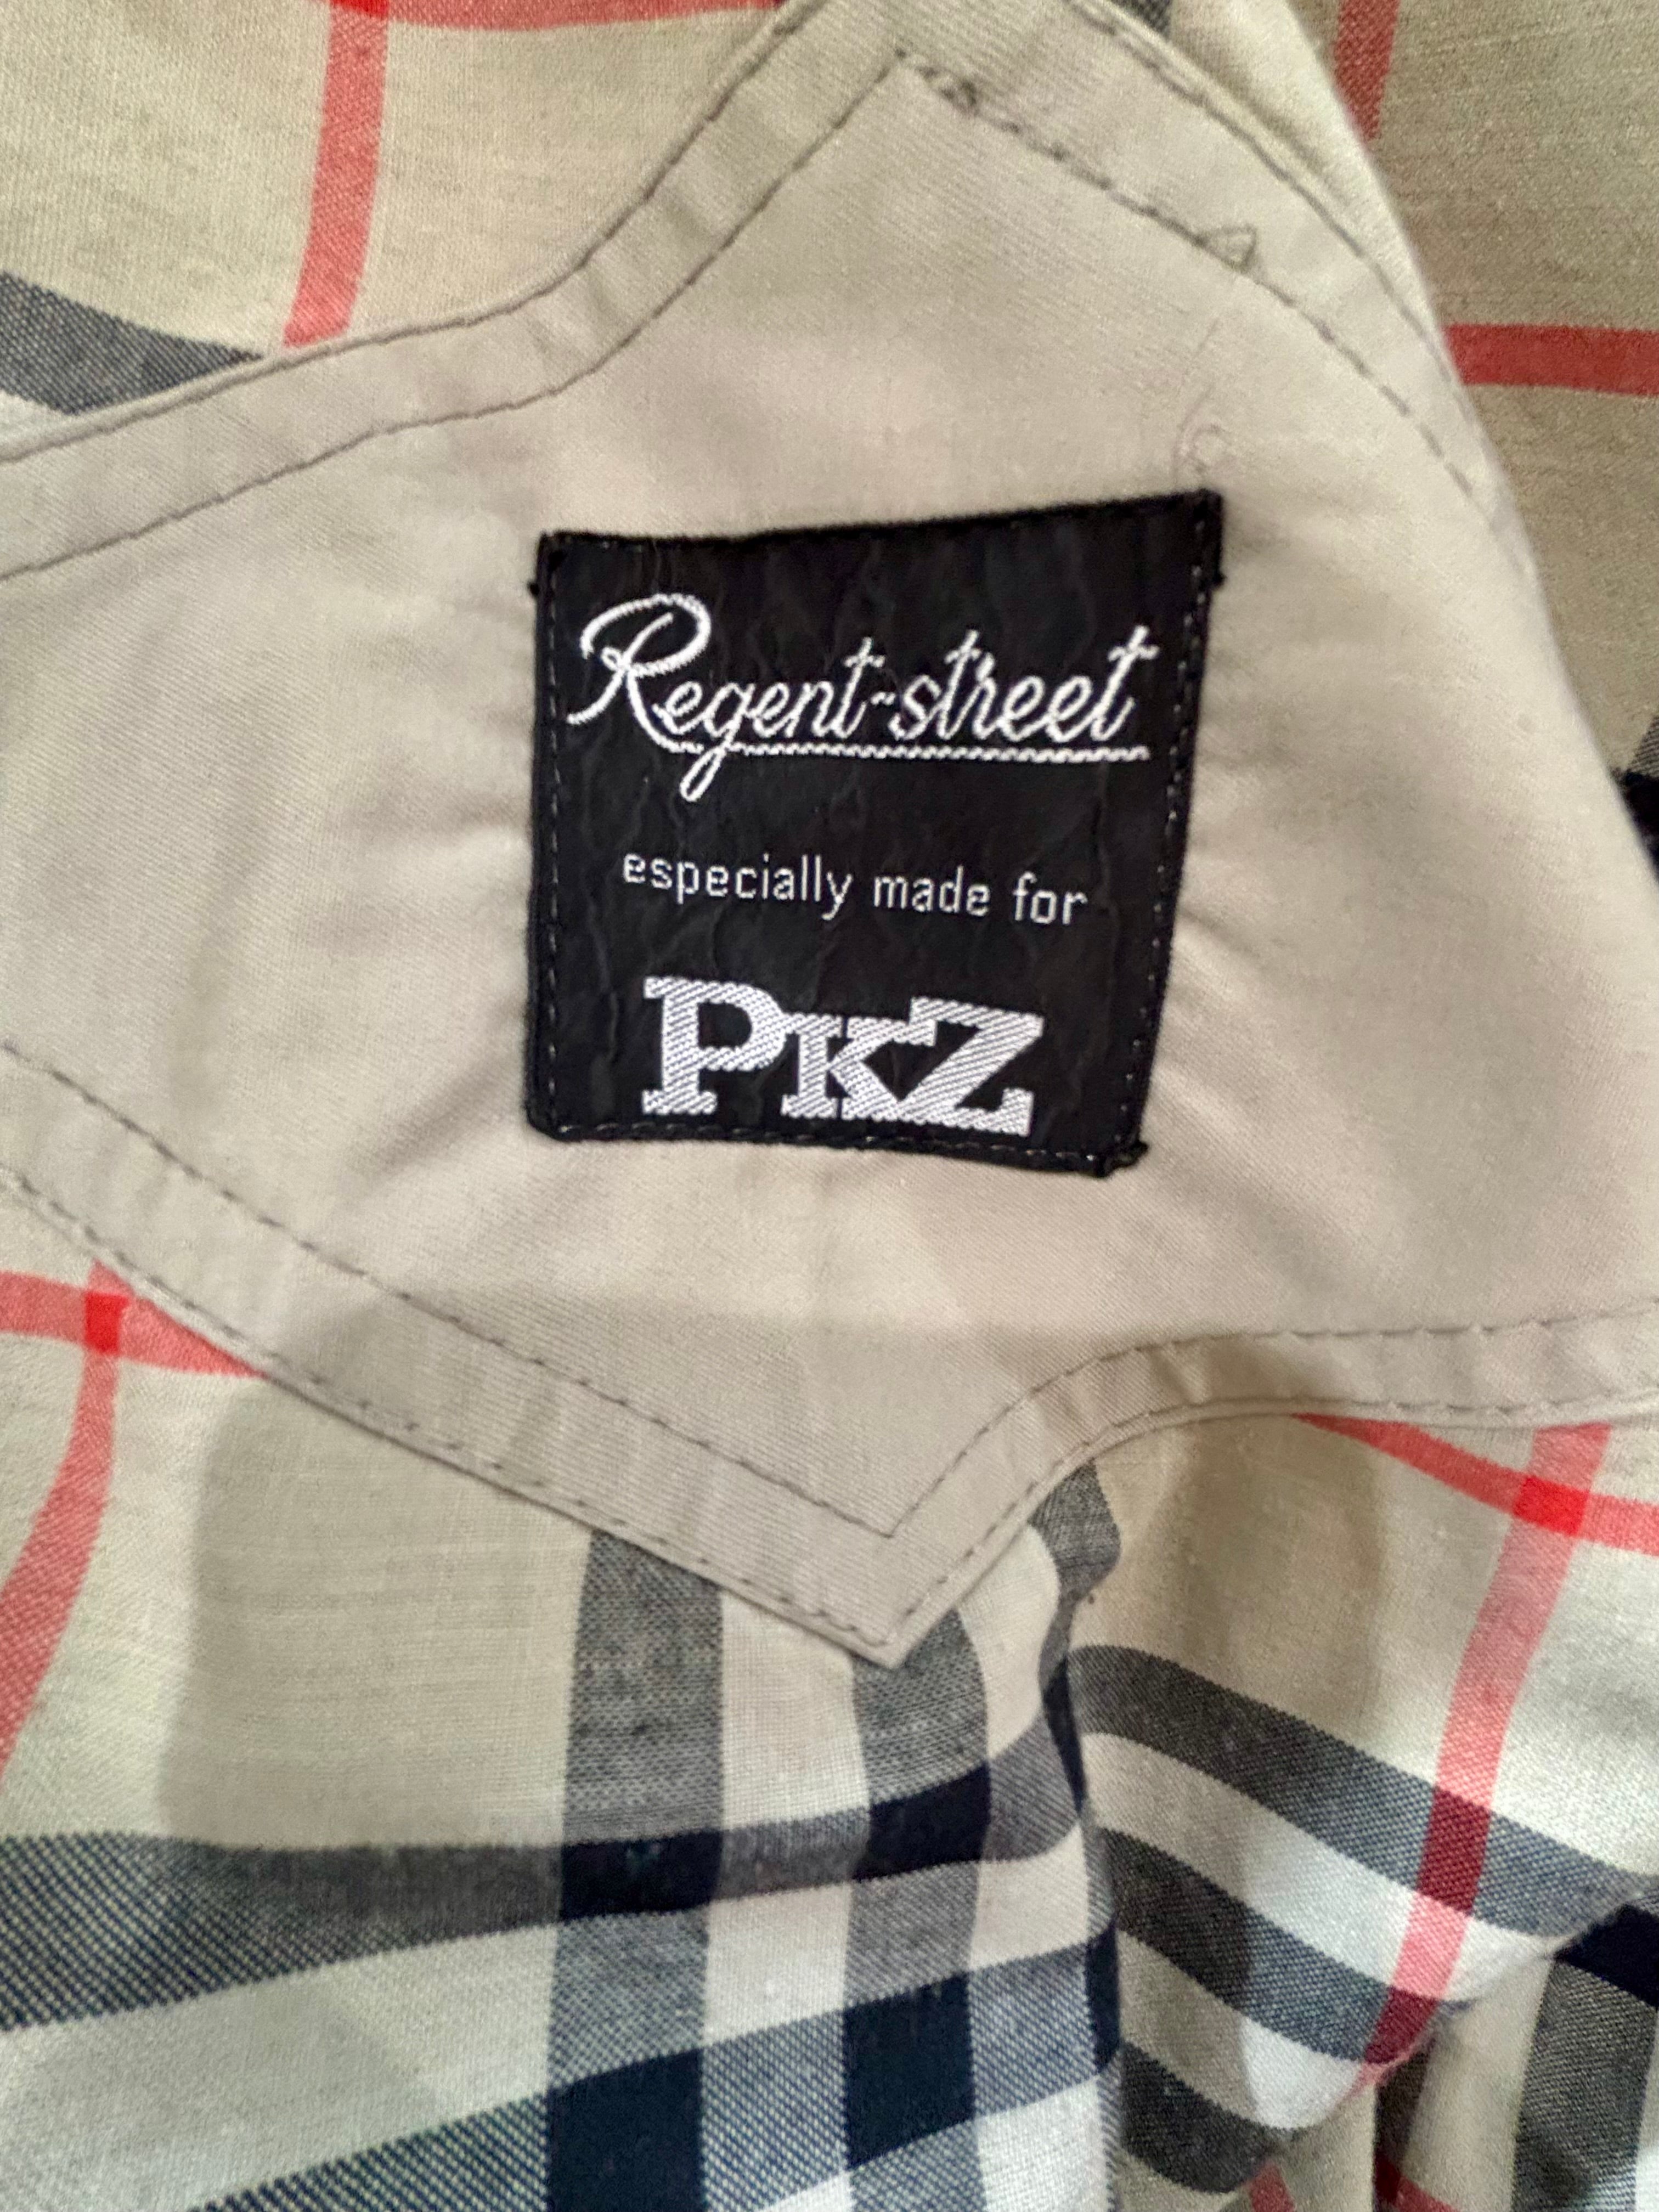 Regent-street
especially made for
PKZ